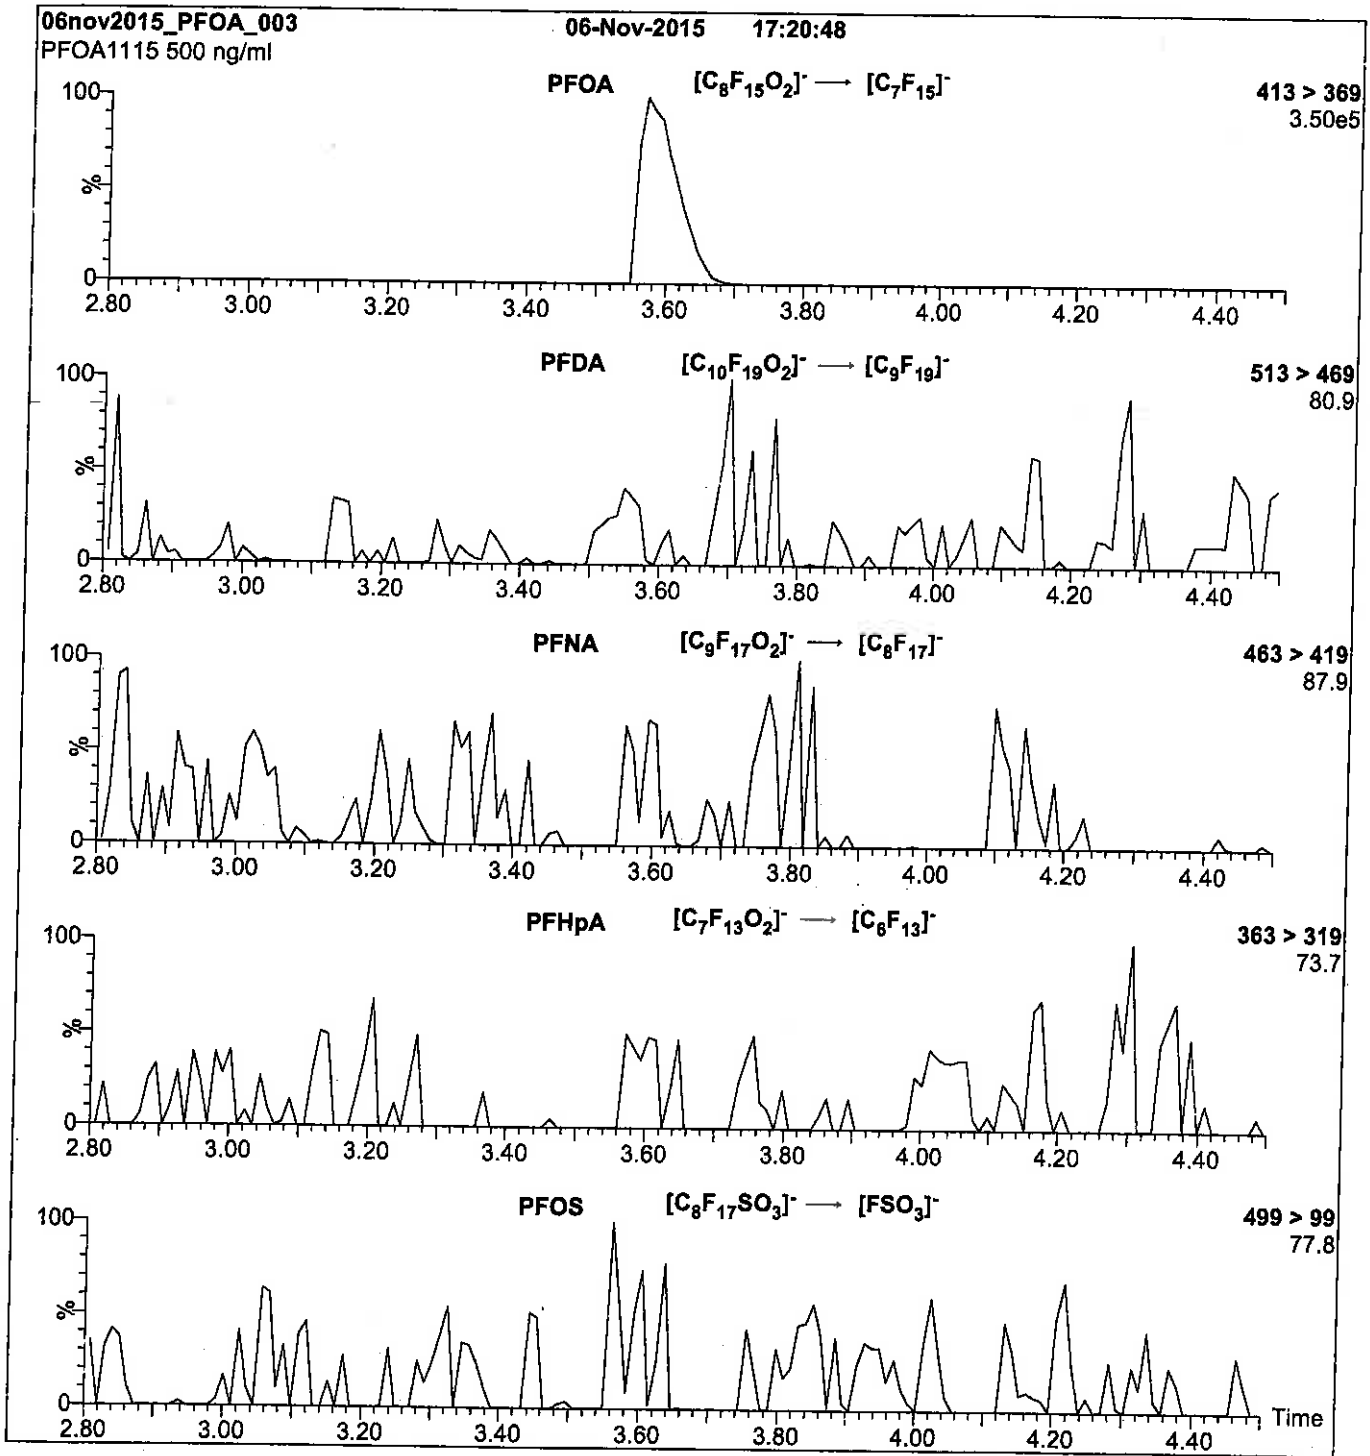 06nov2015_PFOA_003 06-Nov-2015 17:20:48
PFOA1115 500 ng/ml
PFOA [C₈F₁₅O₂]⁻ → [C₇F₁₅]⁻ 413 > 369
3.50e5
100
%
0
2.80 3.00 3.20 3.40 3.60 3.80 4.00 4.20 4.40
PFDA [C₁₀F₁₉O₂]⁻ → [C₉F₁₉]⁻ 513 > 469
80.9
100
%
0
2.80 3.00 3.20 3.40 3.60 3.80 4.00 4.20 4.40
PFNA [C₉F₁₇O₂]⁻ → [C₈F₁₇]⁻ 463 > 419
87.9
100
%
0
2.80 3.00 3.20 3.40 3.60 3.80 4.00 4.20 4.40
PFHpA [C₇F₁₃O₂]⁻ → [C₆F₁₃]⁻ 363 > 319
73.7
100
%
0
2.80 3.00 3.20 3.40 3.60 3.80 4.00 4.20 4.40
PFOS [C₈F₁₇SO₃]⁻ → [FSO₃]⁻ 499 > 99
77.8
100
%
0
2.80 3.00 3.20 3.40 3.60 3.80 4.00 4.20 4.40 Time